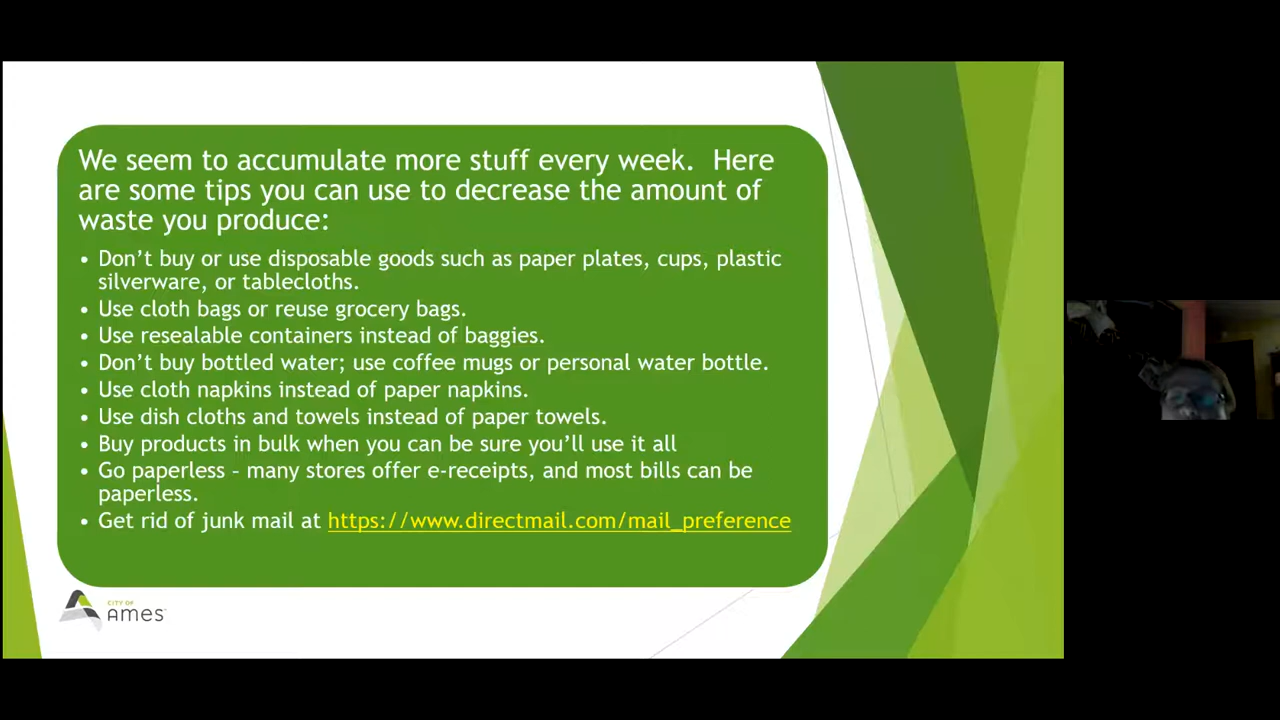 We seem to accumulate more stuff every week.  Here
are some tips you can use to decrease the amount of
waste you produce:
• Don’t buy or use disposable goods such as paper plates, cups, plastic
silverware, or tablecloths.
• Use cloth bags or reuse grocery bags.
• Use resealable containers instead of baggies.
• Don’t buy bottled water; use coffee mugs or personal water bottle.
• Use cloth napkins instead of paper napkins.
• Use dish cloths and towels instead of paper towels.
• Buy products in bulk when you can be sure you’ll use it all
• Go paperless – many stores offer e-receipts, and most bills can be
paperless.
• Get rid of junk mail at https://www.directmail.com/mail_preference
CITY OF
AMES